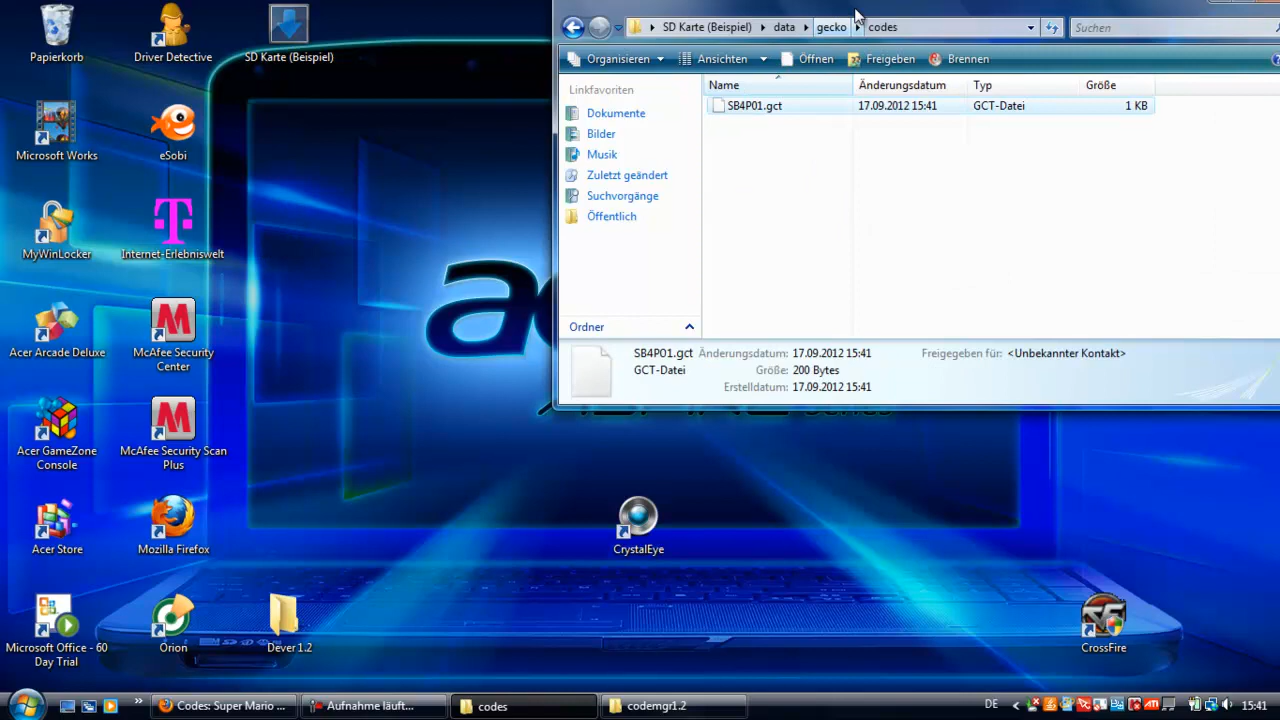 Papierkorb
Driver Detective
SD Karte (Beispiel)
Microsoft Works
eSobi
MyWinLocker
Internet-Erlebniswelt
Acer Arcade Deluxe
McAfee Security
Center
Acer GameZone
Console
McAfee Security Scan
Plus
Acer Store
Mozilla Firefox
Microsoft Office - 60
Day Trial
Orion
Dever 1.2
CrystalEye
CrossFire
SD Karte (Beispiel) data gecko codes
Suchen
Organisieren Ansichten Öffnen Freigeben Brennen
Linkfavoriten
Dokumente
Bilder
Musik
Zuletzt geändert
Suchvorgänge
Öffentlich
Ordner
Name Änderungsdatum Typ Größe
SB4P01.gct 17.09.2012 15:41 GCT-Datei 1 KB
SB4P01.gct Änderungsdatum: 17.09.2012 15:41 Freigegeben für: <Unbekannter Kontakt>
GCT-Datei Größe: 200 Bytes
Erstelldatum: 17.09.2012 15:41
Codes: Super Mario ... Aufnahme läuft... codes codemgr1.2 DE 15:41